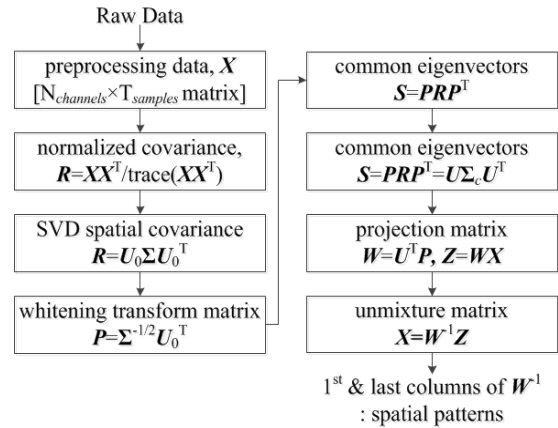 Raw Data
preprocessing data, X
[N_channels×T_samples matrix]
normalized covariance,
R=XX^T/trace(XX^T)
SVD spatial covariance
R=U_0ΣU_0^T
whitening transform matrix
P=Σ^-1/2U_0^T
common eigenvectors
S=PRP^T
common eigenvectors
S=PRP^T=UΣ_cU^T
projection matrix
W=U^TP, Z=WX
unmixture matrix
X=W^-1Z
1^st & last columns of W^-1
: spatial patterns